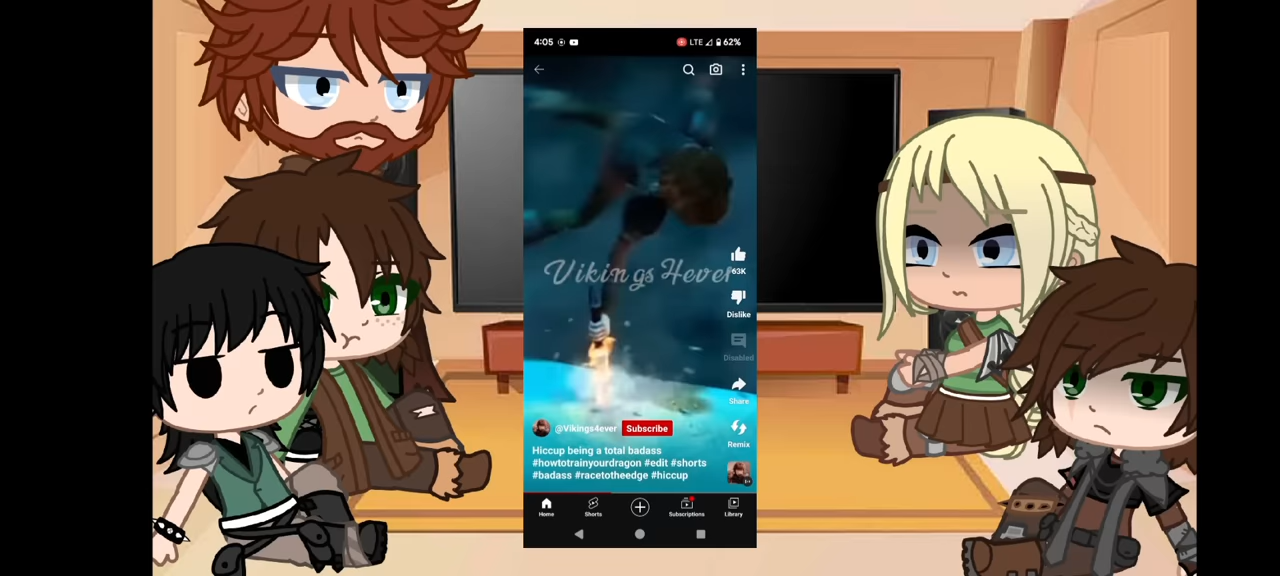 4:05 LTE 62%
Vikings4ever
63K
Dislike
Disabled
Share
@Vikings4ever Subscribe
Remix
Hiccup being a total badass
#howtotrainyourdragon #edit #shorts
#badass #racetotheedge #hiccup
Home Shorts Subscriptions Library